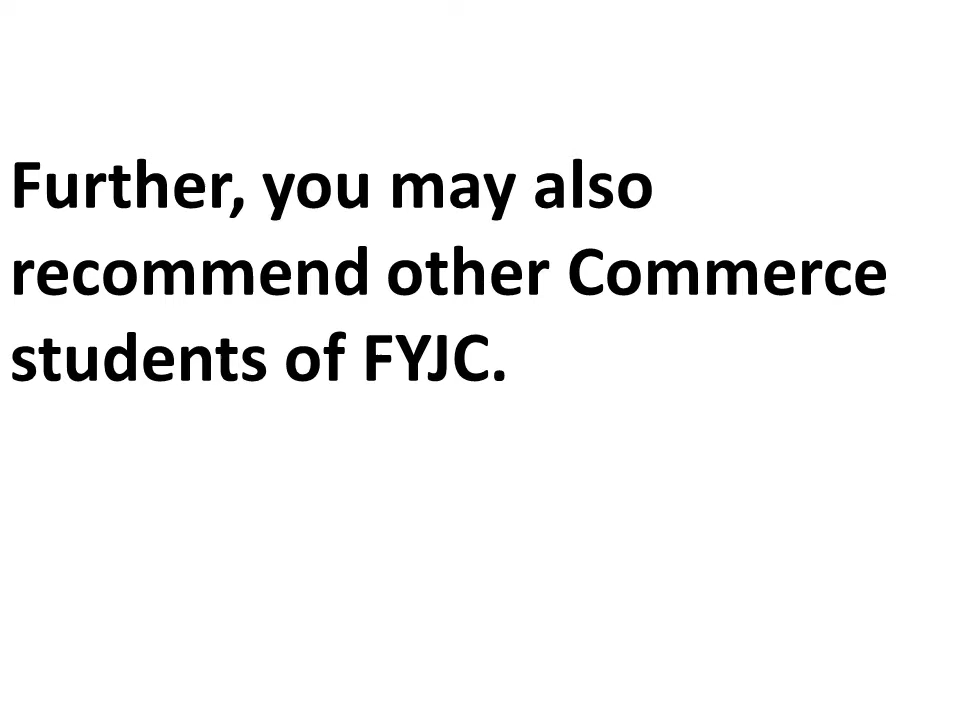 Further, you may also
recommend other Commerce
students of FYJC.